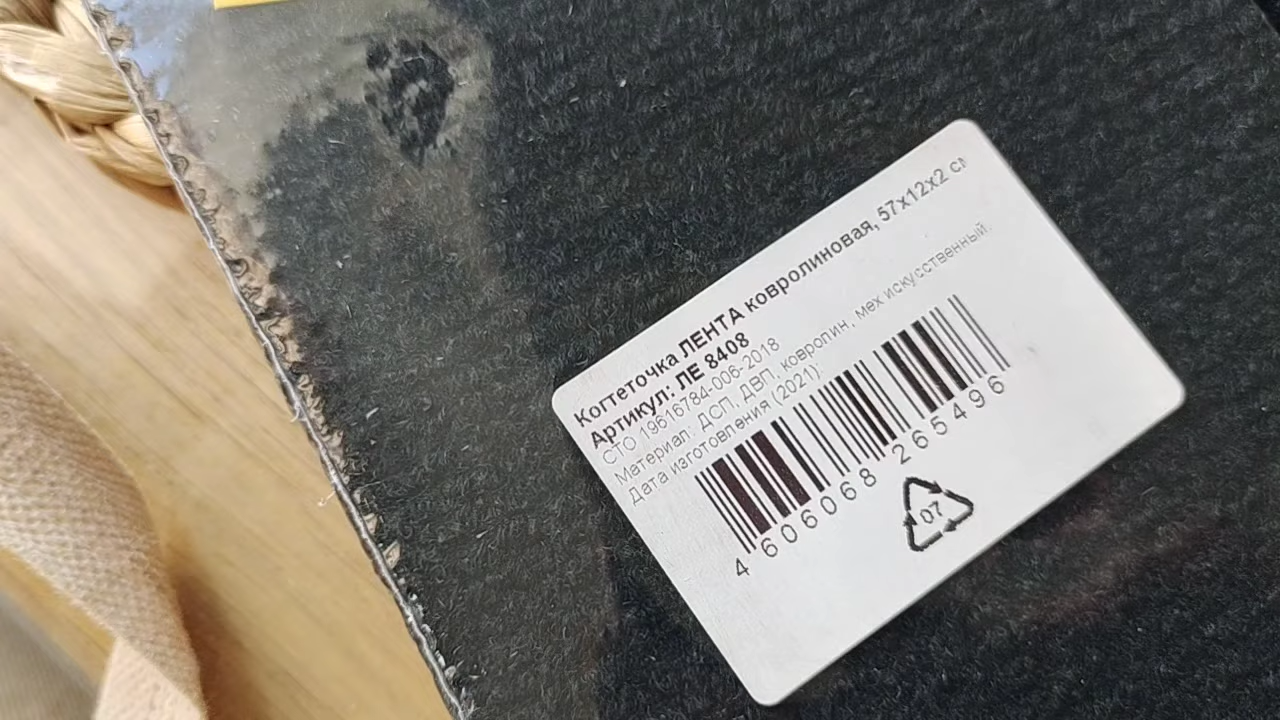 Когтеточка ЛЕНТА ковролиновая, 57х12х2 см
Артикул: ЛЕ 8408
СТО 19616784-006-2018
Материал: ДСП, ДВП, ковролин, мех искусственный.
Дата изготовления (2021):
4 606068 265496
07